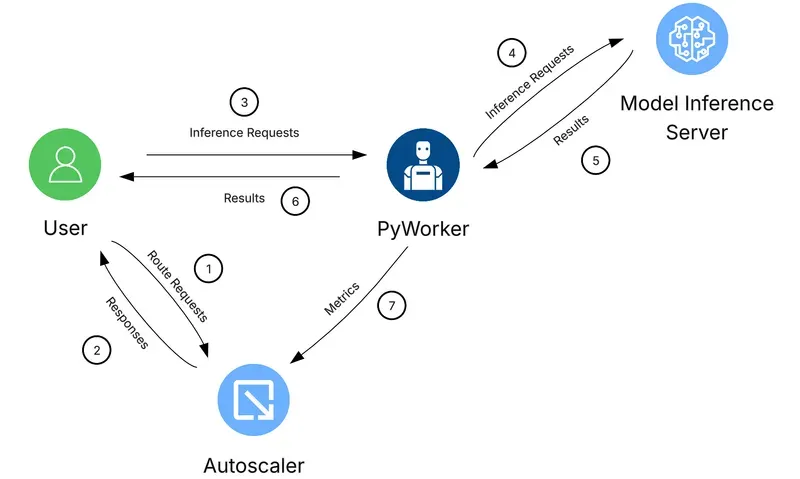 4
Inference Requests
Model Inference
Server
3
Inference Requests
Results
5
Results
6
User
PyWorker
1
Route Requests
Responses
2
Metrics
7
Autoscaler